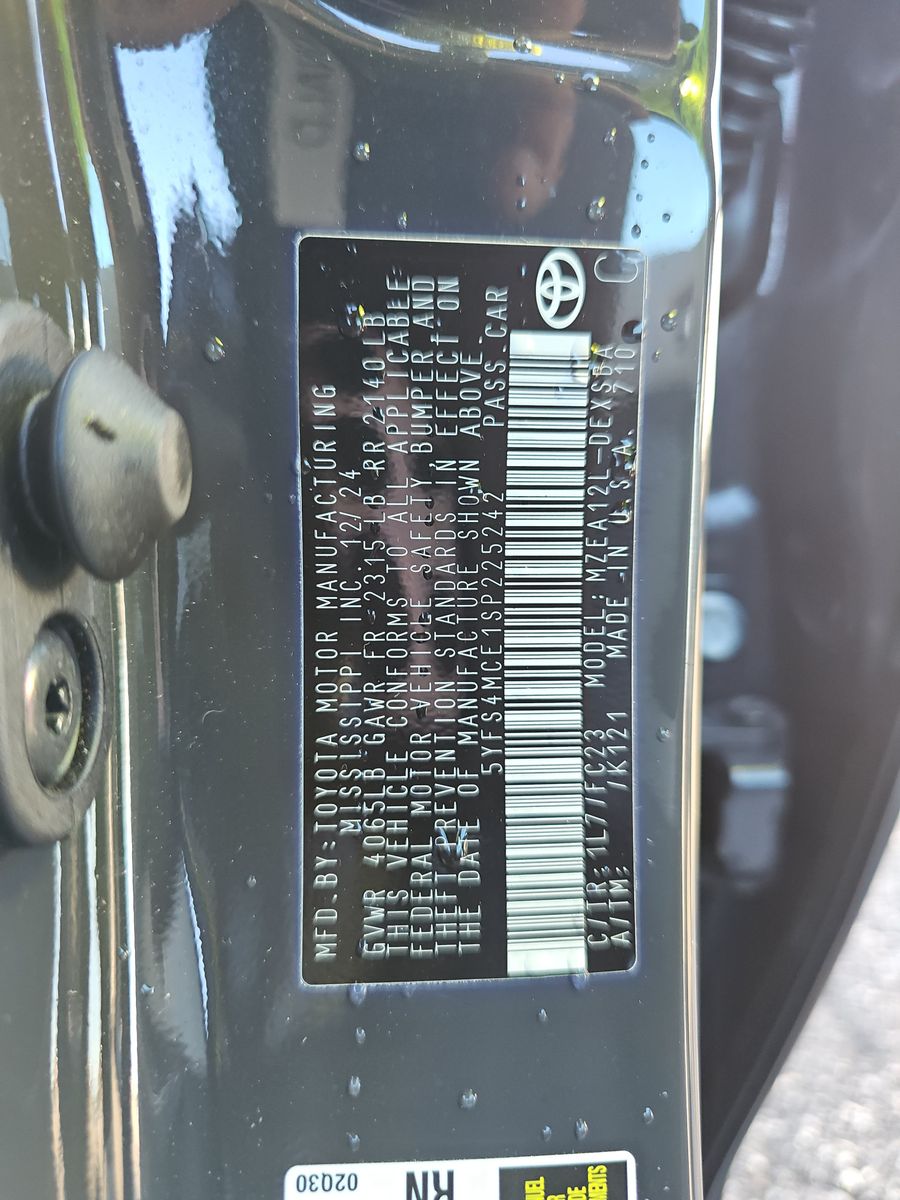 MFD.BY:TOYOTA MOTOR MANUFACTURING
MISSISSIPPI INC. 12/24
GVWR 4065LB GAWR FR 2315LB RR 2140LB
THIS VEHICLE CONFORMS TO ALL APPLICABLE
FEDERAL MOTOR VEHICLE SAFETY BUMPER AND
THEFT PREVENTION STANDARDS IN EFFECT ON
THE DATE OF MANUFACTURE SHOWN ABOVE.
5YFS4MCE1SP225242 PASS.CAR
C/TR: 1L7/FC23 MODEL: MZEA12L-DEXSBA
A/TM: /K121 MADE IN U.S.A. 710 C
02Q30
RN